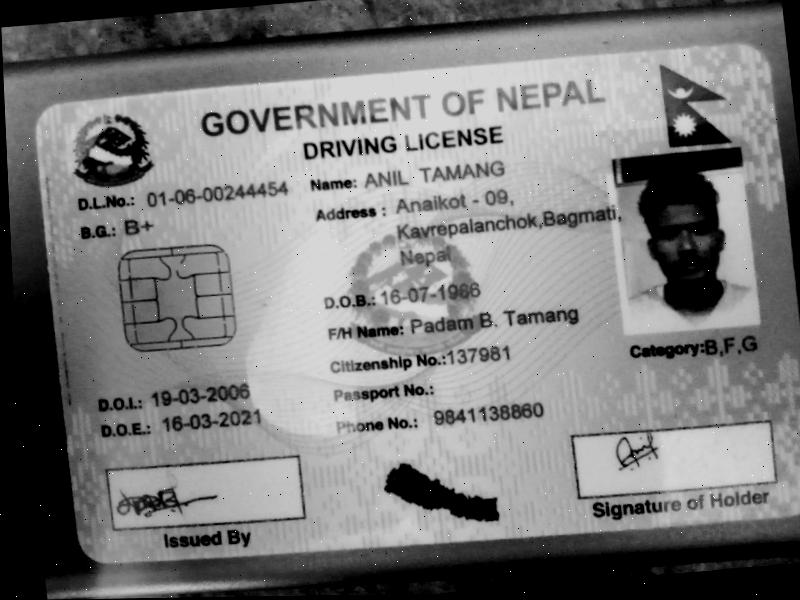 GOVERNMENT OF NEPAL
DRIVING LICENSE
D.L.No.: 01-06-00244454
B.G.: B+
Name: ANIL TAMANG
Address : Anaikot - 09,
Kavrepalanchok,Bagmati,
Nepal
D.O.B.: 16-07-1986
F/H Name: Padam B. Tamang
Citizenship No.:137981
Passport No.:
Phone No.: 9841138860
Category:B,F,G
D.O.I.: 19-03-2006
D.O.E.: 16-03-2021
Issued By
Anil
Signature of Holder